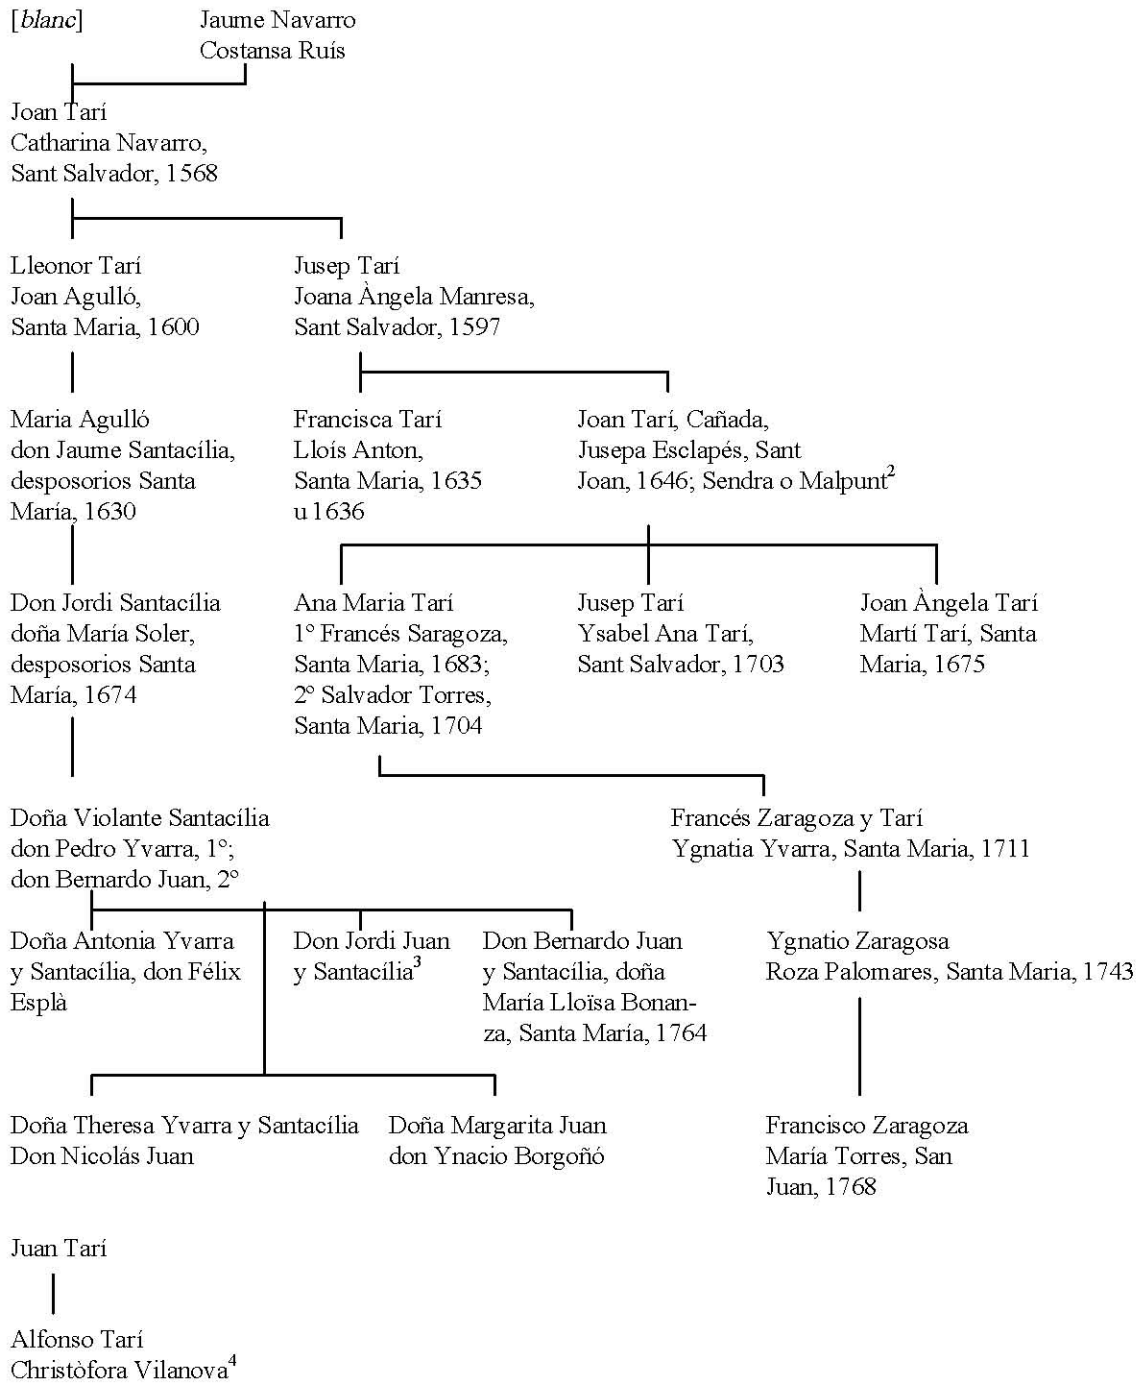 [blanc]
Jaume Navarro
Costansa Ruís
Joan Tarí
Catharina Navarro,
Sant Salvador, 1568
Lleonor Tarí
Joan Agulló,
Santa Maria, 1600
Jusep Tarí
Joana Àngela Manresa,
Sant Salvador, 1597
Maria Agulló
don Jaume Santacília,
desposorios Santa
María, 1630
Francisca Tarí
Lloís Anton,
Santa Maria, 1635
u 1636
Joan Tarí, Cañada,
Jusepa Esclapés, Sant
Joan, 1646; Sendra o Malpunt²
Don Jordi Santacília
doña María Soler,
desposorios Santa
María, 1674
Ana Maria Tarí
1º Francés Saragoza,
Santa Maria, 1683;
2º Salvador Torres,
Santa Maria, 1704
Jusep Tarí
Ysabel Ana Tarí,
Sant Salvador, 1703
Joan Àngela Tarí
Martí Tarí, Santa
Maria, 1675
Doña Violante Santacília
don Pedro Yvarra, 1º;
don Bernardo Juan, 2º
Francés Zaragoza y Tarí
Ygnatia Yvarra, Santa Maria, 1711
Doña Antonia Yvarra
y Santacília, don Félix
Esplà
Don Jordi Juan
y Santacília³
Don Bernardo Juan
y Santacília, doña
María Lloïsa Bonan-
za, Santa María, 1764
Ygnatio Zaragosa
Roza Palomares, Santa Maria, 1743
Doña Theresa Yvarra y Santacília
Don Nicolás Juan
Doña Margarita Juan
don Ynacio Borgoñó
Francisco Zaragoza
María Torres, San
Juan, 1768
Juan Tarí
Alfonso Tarí
Christòfora Vilanova⁴